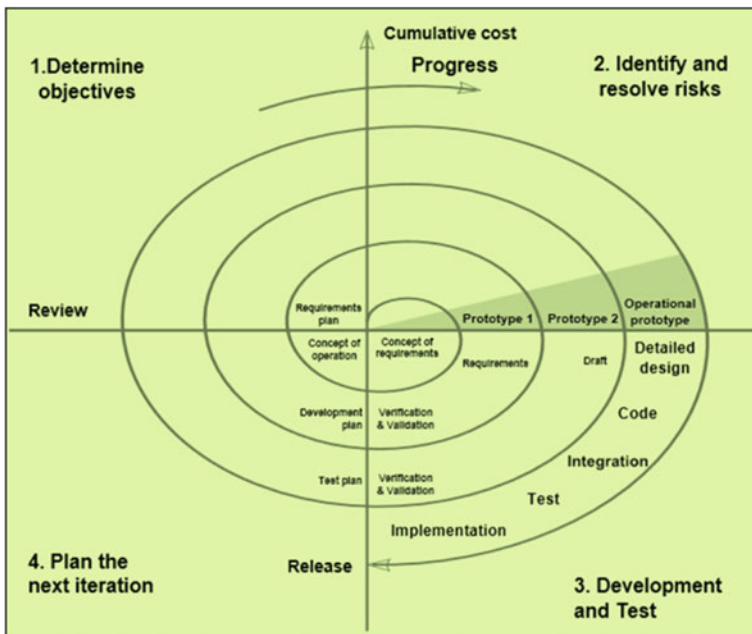 Cumulative cost
1.Determine
objectives
Progress
2. Identify and
resolve risks
Review
Requirements
plan
Prototype 1
Prototype 2
Operational
prototype
Concept of
operation
Concept of
requirements
Requirements
Draft
Detailed
design
Development
plan
Verification
& Validation
Code
Test plan
Verification
& Validation
Integration
Test
Implementation
4. Plan the
next iteration
Release
3. Development
and Test